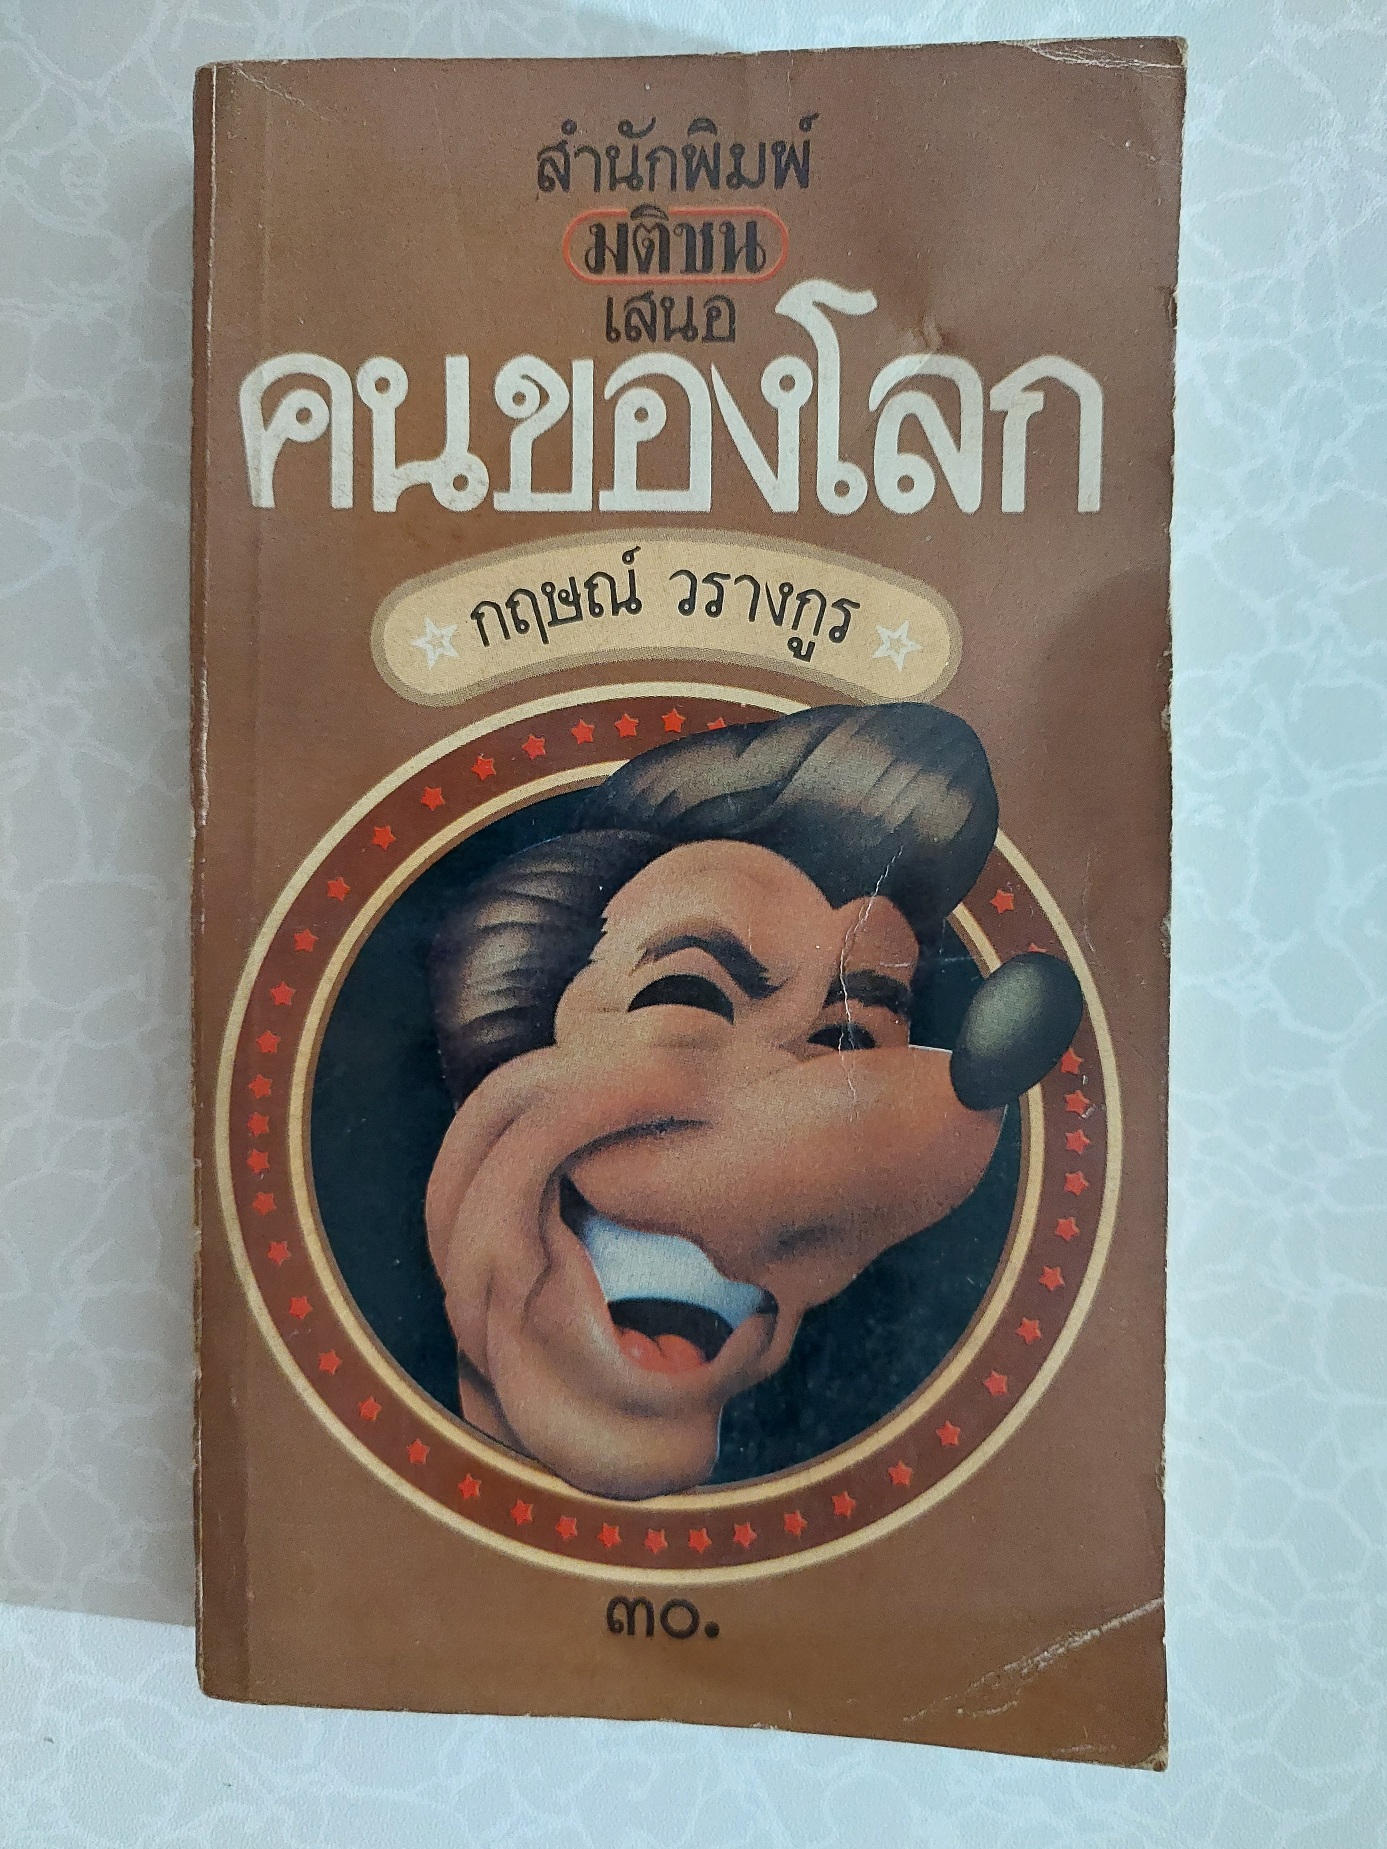 สำนักพิมพ์
มติชน
เสนอ
คนของโลก
กฤษณ์ วรางกูร
๓๐.